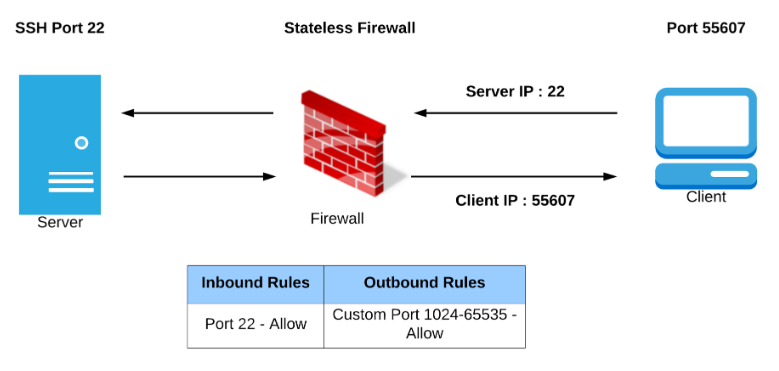 SSH Port 22
Stateless Firewall
Port 55607
Server IP : 22
Client IP : 55607
Server
Firewall
Client
Inbound Rules
Outbound Rules
Port 22 - Allow
Custom Port 1024-65535 -
Allow